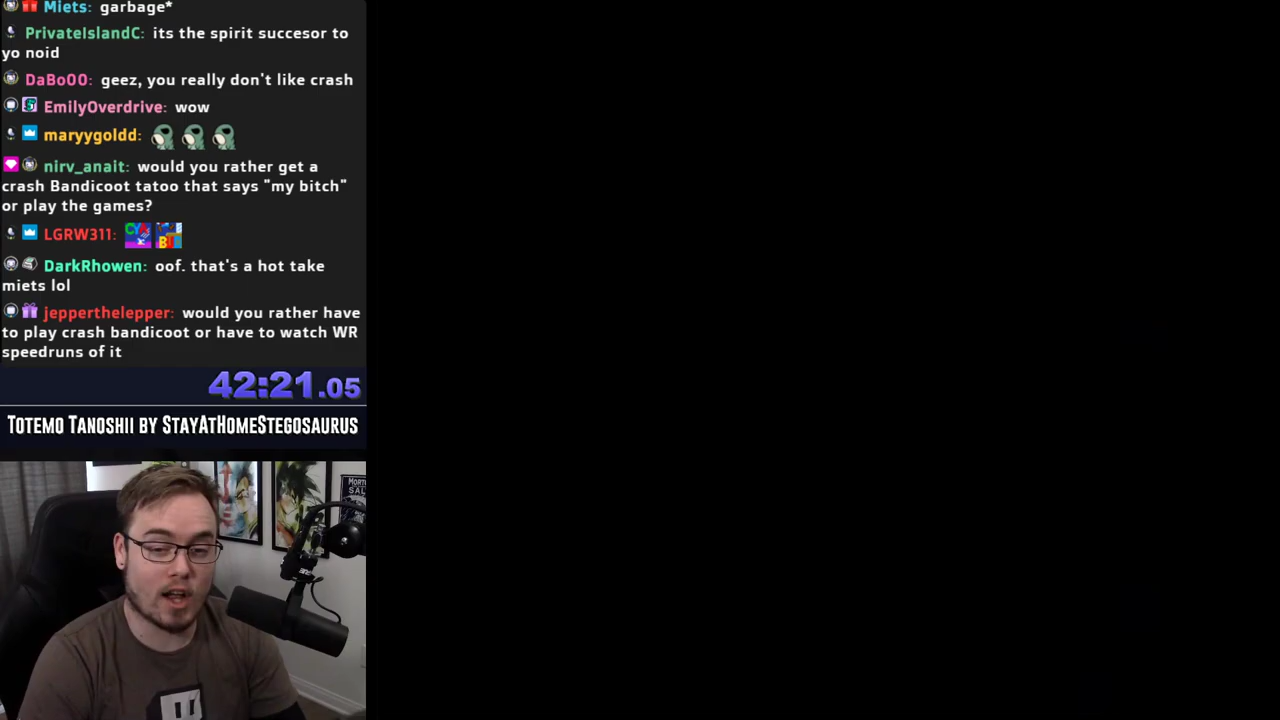 Miets: garbage*
PrivateIslandC: its the spirit succesor to
yo noid
DaBo00: geez, you really don't like crash
EmilyOverdrive: wow
maryygoldd:
nirv_anait: would you rather get a
crash Bandicoot tatoo that says "my bitch"
or play the games?
LGRW311:
DarkRhowen: oof. that's a hot take
miets lol
jepperthelepper: would you rather have
to play crash bandicoot or have to watch WR
speedruns of it
42:21.05
Totemo Tanoshii by StayAtHomeStegosaurus